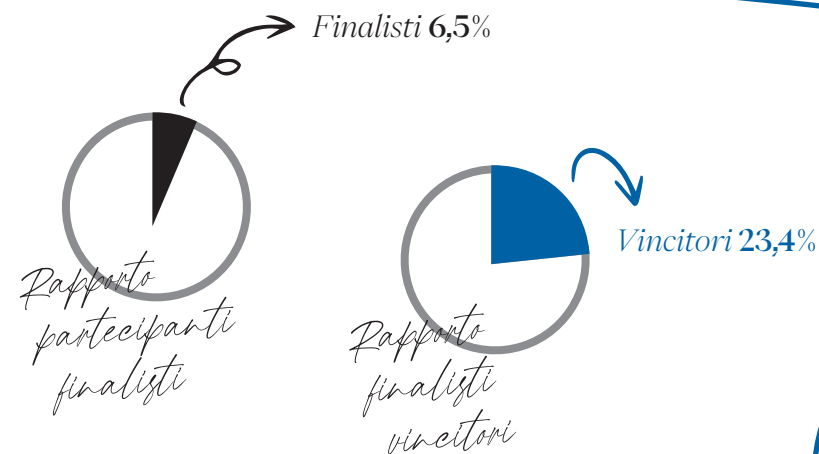 Finalisti 6,5%
Rapporto
partecipanti
finalisti
Vincitori 23,4%
Rapporto
finalisti
vincitori